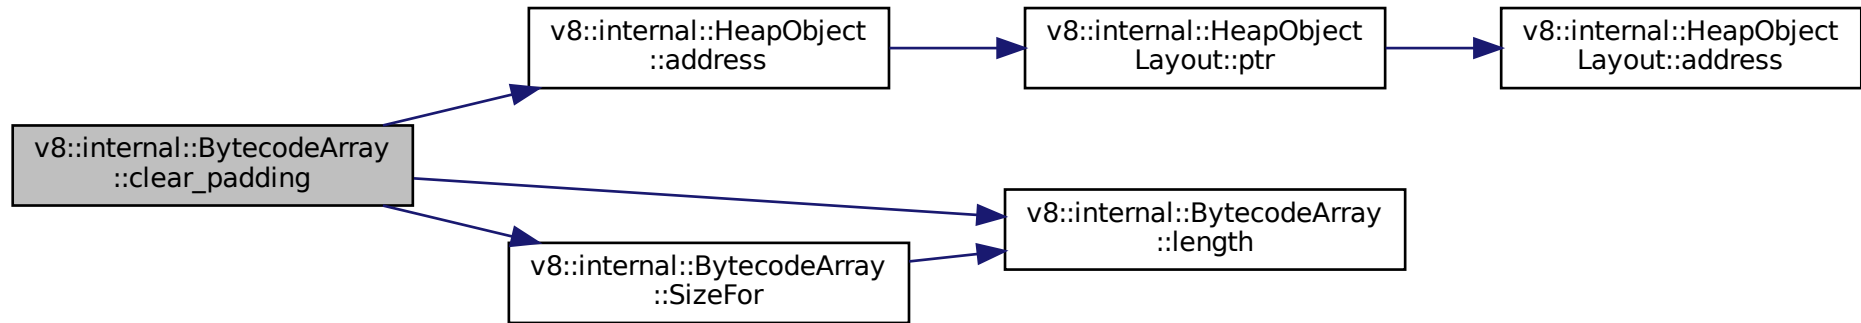 v8::internal::HeapObject
::address
v8::internal::HeapObject
Layout::ptr
v8::internal::HeapObject
Layout::address
v8::internal::BytecodeArray
::clear_padding
v8::internal::BytecodeArray
::length
v8::internal::BytecodeArray
::SizeFor